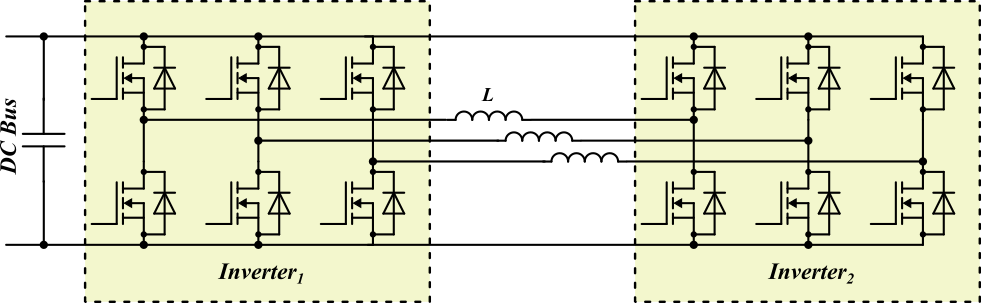 L
DC Bus
Inverter₁
Inverter₂